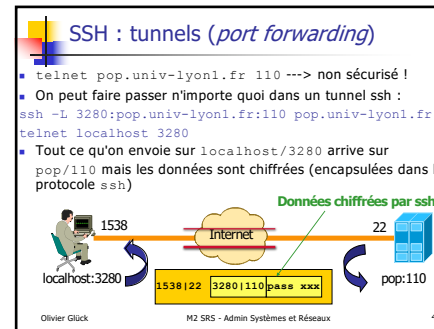 SSH : tunnels (port forwarding)
telnet pop.univ-lyon1.fr 110 ---> non sécurisé !
On peut faire passer n'importe quoi dans un tunnel ssh :
ssh -L 3280:pop.univ-lyon1.fr:110 pop.univ-lyon1.fr
telnet localhost 3280
Tout ce qu'on envoie sur localhost/3280 arrive sur
pop/110 mais les données sont chiffrées (encapsulées dans
protocole ssh)
Données chiffrées par ssh
1538
Internet
22
localhost:3280
1538|22 3280|110 pass xxx
pop:110
Olivier Glück
M2 SRS - Admin Systèmes et Réseaux